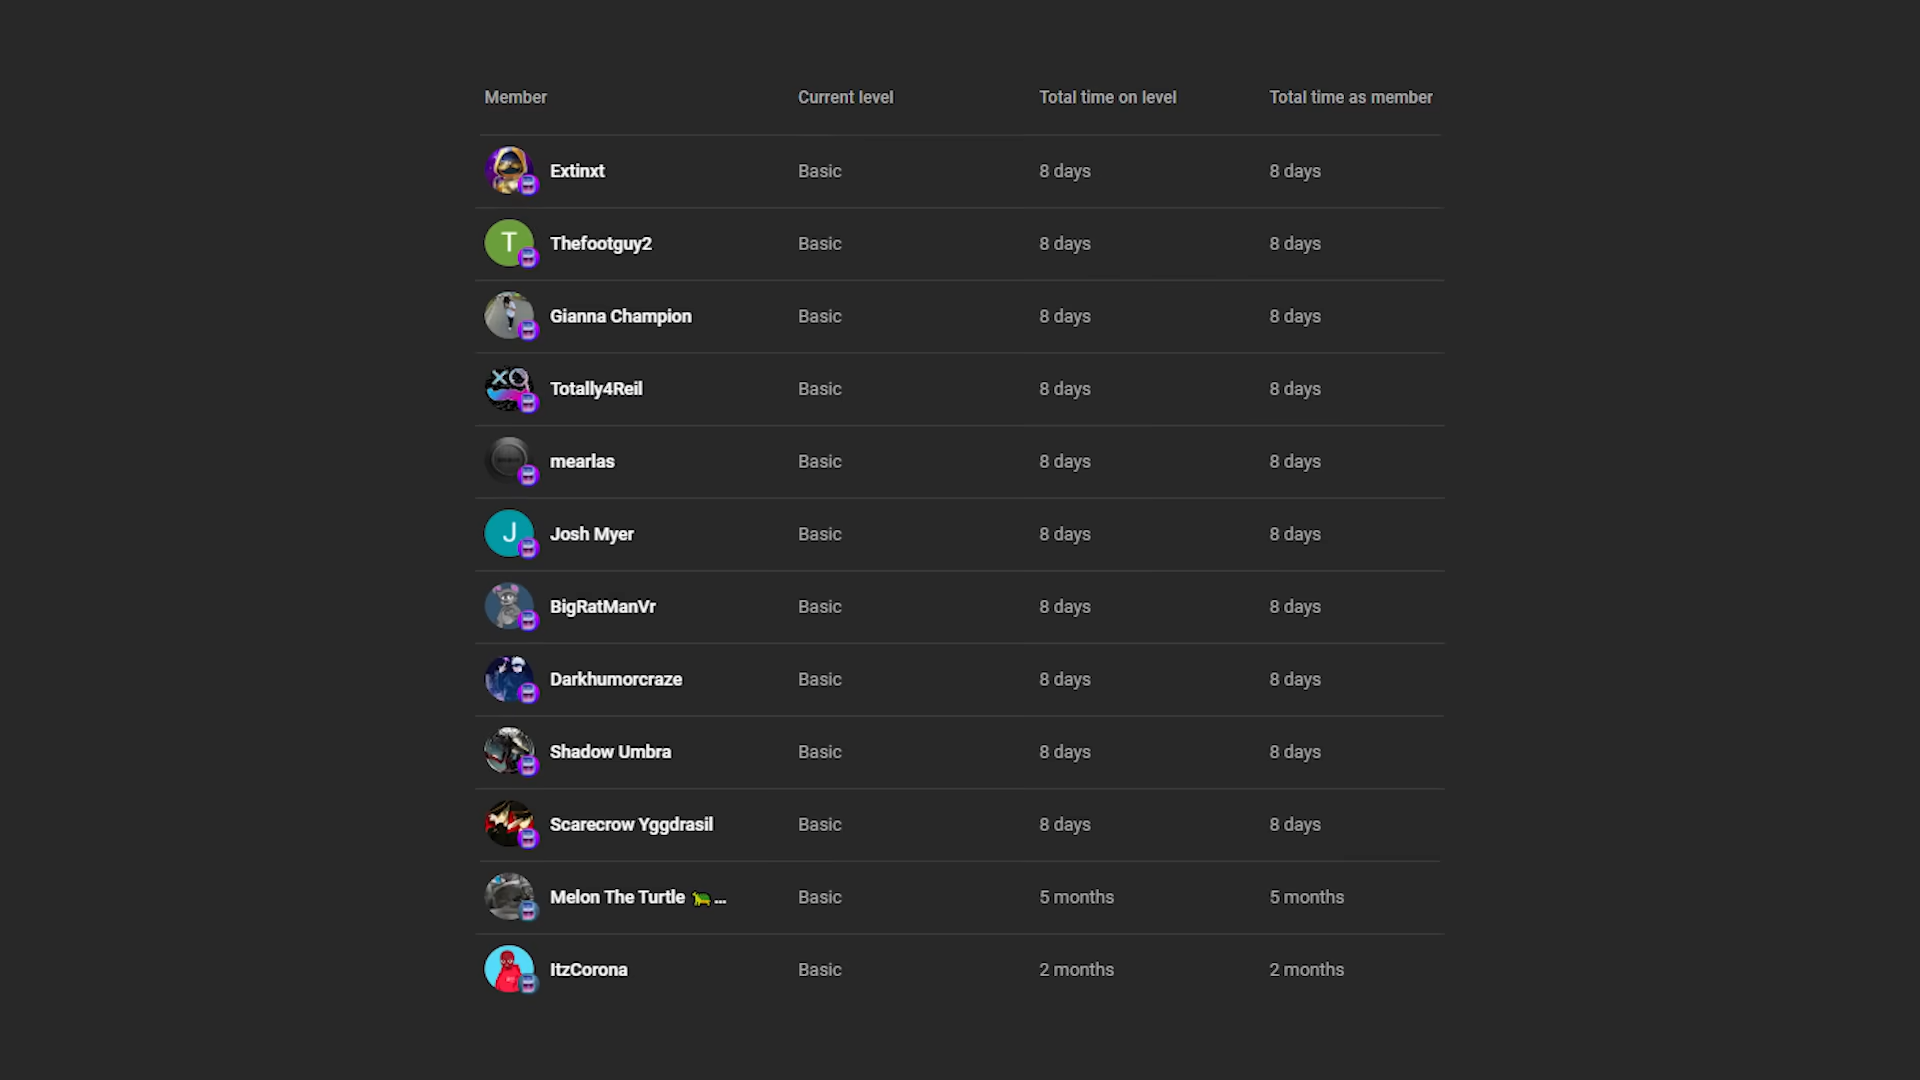 Member Current level Total time on level Total time as member
Extinxt Basic 8 days 8 days
T Thefootguy2 Basic 8 days 8 days
Gianna Champion Basic 8 days 8 days
XO Totally4Reil Basic 8 days 8 days
mearlas Basic 8 days 8 days
J Josh Myer Basic 8 days 8 days
BigRatManVr Basic 8 days 8 days
Darkhumorcraze Basic 8 days 8 days
Shadow Umbra Basic 8 days 8 days
Scarecrow Yggdrasil Basic 8 days 8 days
Melon The Turtle 🐢 ... Basic 5 months 5 months
ItzCorona Basic 2 months 2 months